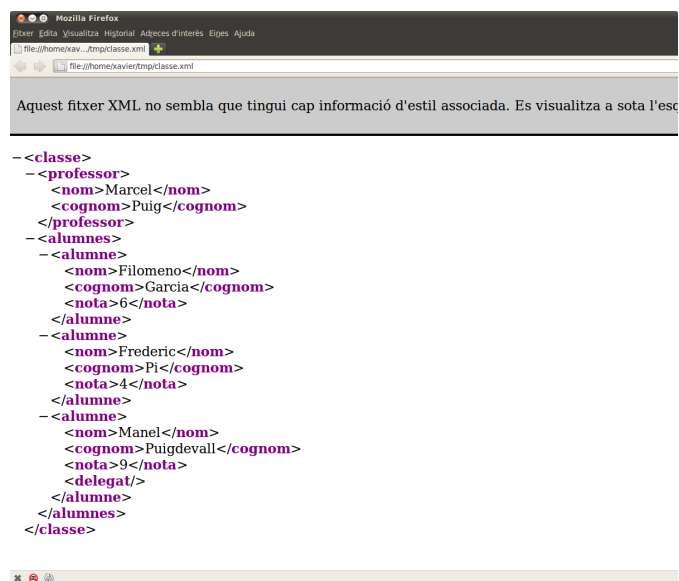 Mozilla Firefox
Fitxer Edita Visualitza Historial Adreces d'interès Eines Ajuda
file:///home/xav.../tmp/classe.xml
file:///home/xavier/tmp/classe.xml
Aquest fitxer XML no sembla que tingui cap informació d'estil associada. Es visualitza a sota l'esq
−<classe>
−<professor>
<nom>Marcel</nom>
<cognom>Puig</cognom>
</professor>
−<alumnes>
−<alumne>
<nom>Filomeno</nom>
<cognom>Garcia</cognom>
<nota>6</nota>
</alumne>
−<alumne>
<nom>Frederic</nom>
<cognom>Pi</cognom>
<nota>4</nota>
</alumne>
−<alumne>
<nom>Manel</nom>
<cognom>Puigdevall</cognom>
<nota>9</nota>
<delegat/>
</alumne>
</alumnes>
</classe>